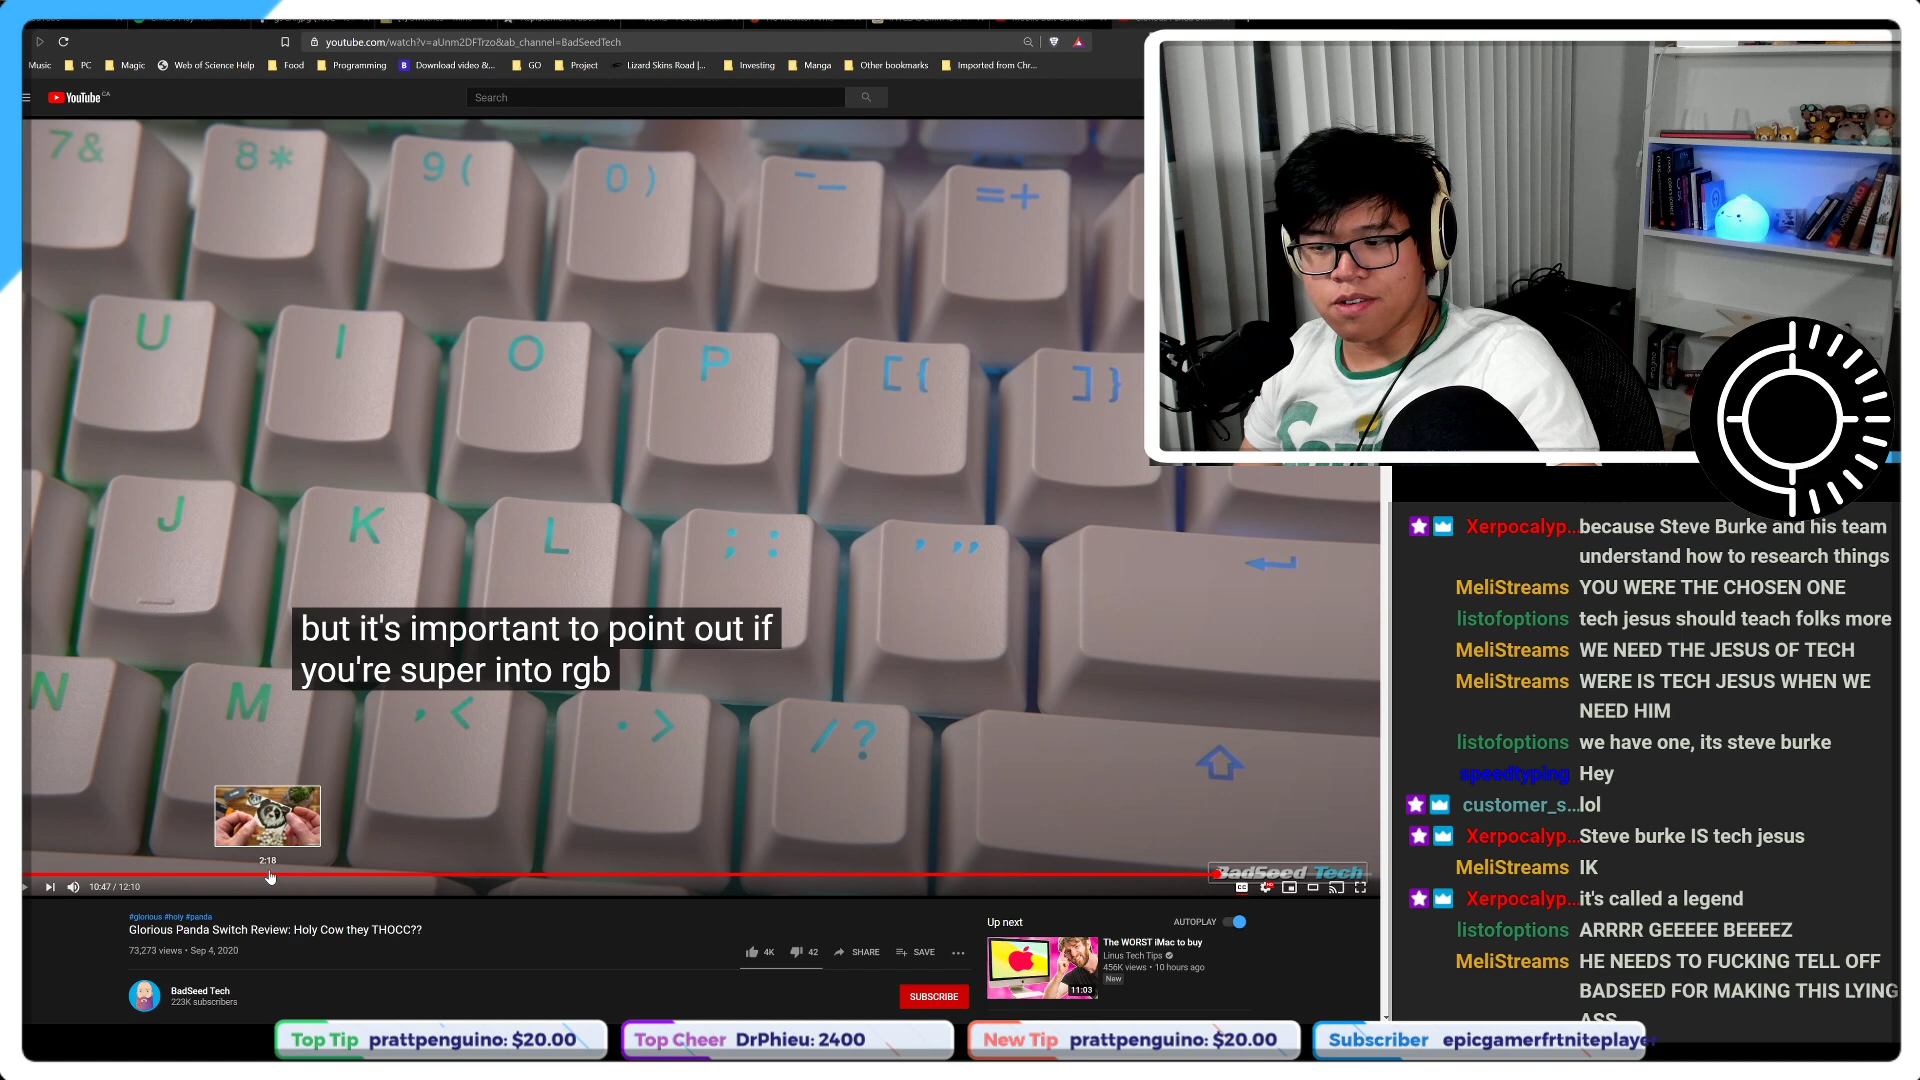 youtube.com/watch?v=aUnm2DFTrzo&ab_channel=BadSeedTech
Music PC Magic Web of Science Help Food Programming Download video &... GO Project Lizard Skins Road |... Investing Manga Other bookmarks Imported from Chr...
YouTube CA
Search
7& 8* 9( 0) -_ =+
U I O P [{ ]}
J K L ;: '"
N M ,< .> /?
but it's important to point out if
you're super into rgb
2:18
BadSeed Tech
10:47 / 12:10
CC
HD
#glorious #holy #panda
Glorious Panda Switch Review: Holy Cow they THOCC??
73,273 views • Sep 4, 2020
4K 42 SHARE SAVE
BadSeed Tech
223K subscribers
SUBSCRIBE
Up next
AUTOPLAY
The WORST iMac to buy
Linus Tech Tips
456K views • 10 hours ago
New
11:03
Xerpocalyp... because Steve Burke and his team
understand how to research things
MeliStreams YOU WERE THE CHOSEN ONE
listofoptions tech jesus should teach folks more
MeliStreams WE NEED THE JESUS OF TECH
MeliStreams WERE IS TECH JESUS WHEN WE
NEED HIM
listofoptions we have one, its steve burke
speedtyping Hey
customer_s... lol
Xerpocalyp... Steve burke IS tech jesus
MeliStreams IK
Xerpocalyp... it's called a legend
listofoptions ARRRR GEEEEE BEEEEZ
MeliStreams HE NEEDS TO FUCKING TELL OFF
BADSEED FOR MAKING THIS LYING
ASS
Top Tip prattpenguino: $20.00
Top Cheer DrPhieu: 2400
New Tip prattpenguino: $20.00
Subscriber epicgamerfrtniteplayer